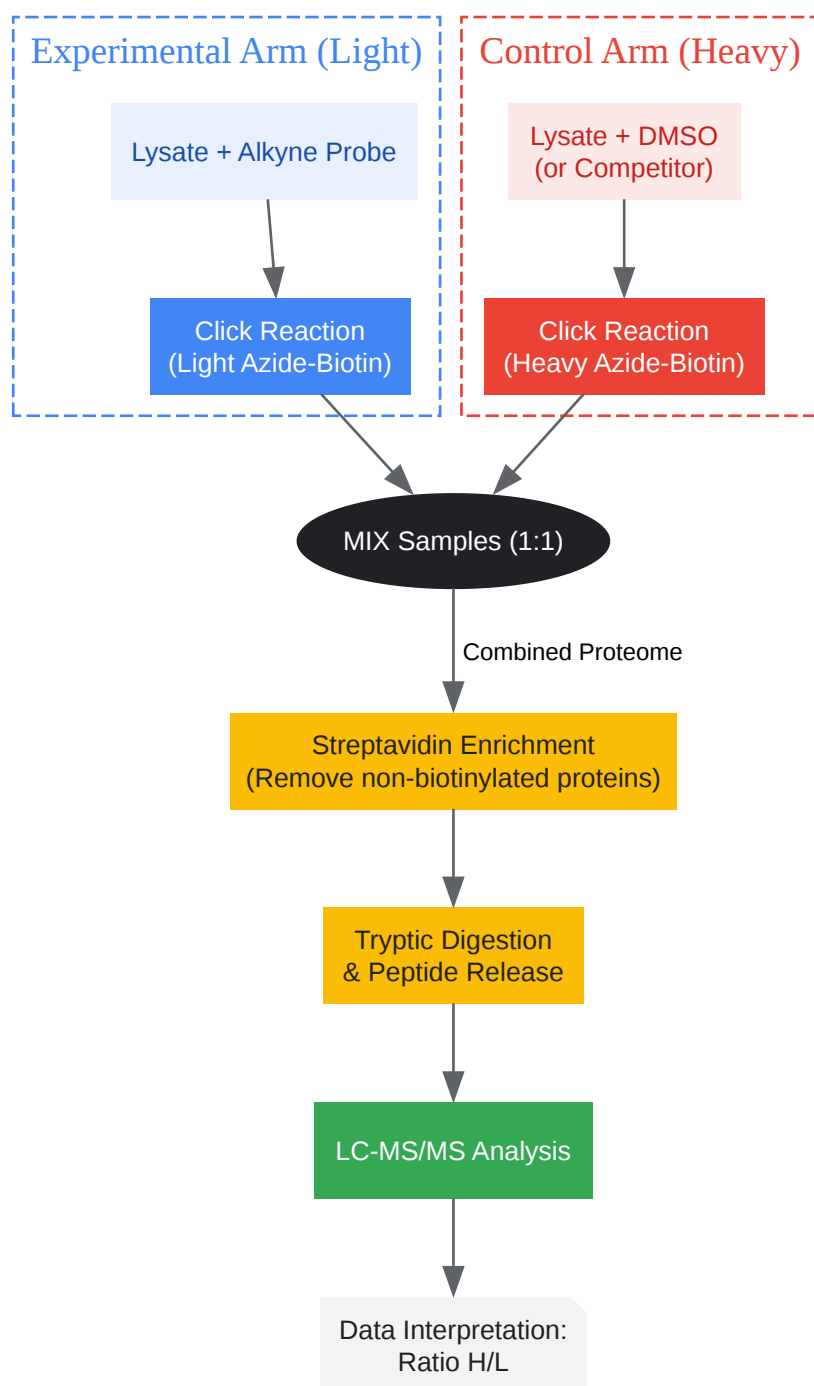 Experimental Arm (Light)
Control Arm (Heavy)
Lysate + Alkyne Probe
Lysate + DMSO
(or Competitor)
Click Reaction
(Light Azide-Biotin)
Click Reaction
(Heavy Azide-Biotin)
MIX Samples (1:1)
Combined Proteome
Streptavidin Enrichment
(Remove non-biotinylated proteins)
Tryptic Digestion
& Peptide Release
LC-MS/MS Analysis
Data Interpretation:
Ratio H/L